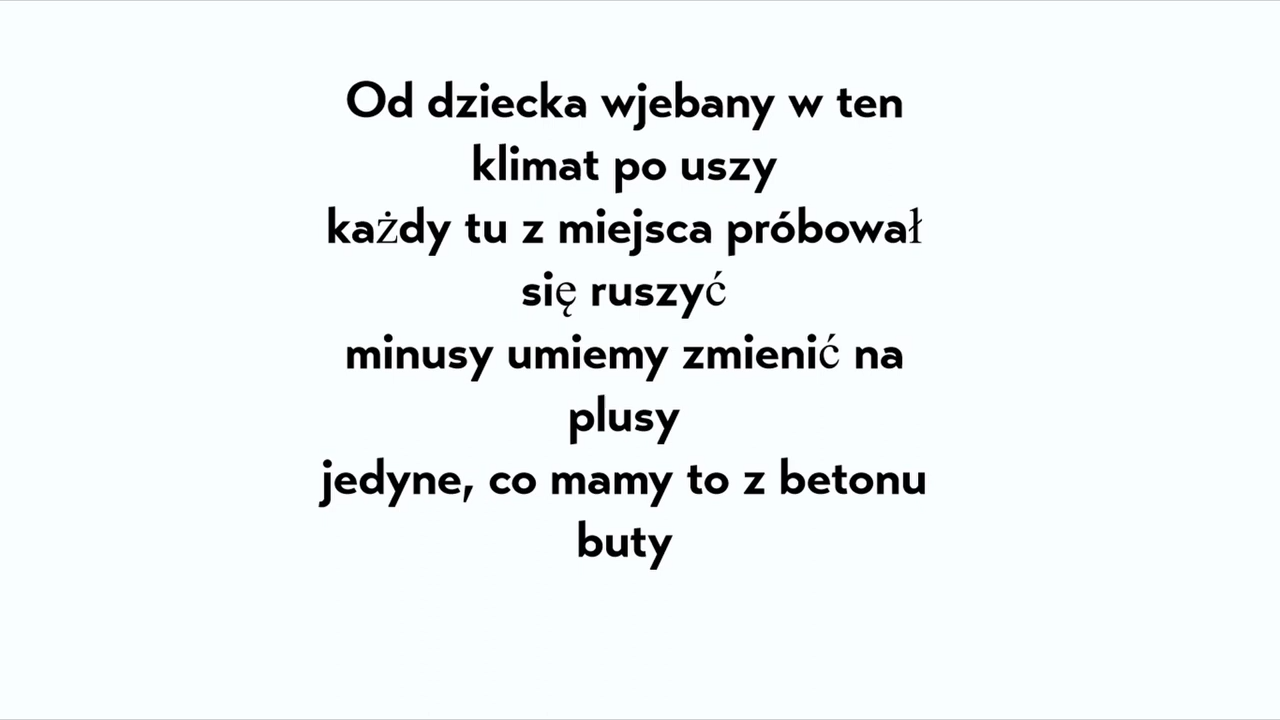 Od dziecka wjebany w ten
klimat po uszy
każdy tu z miejsca próbował
się ruszyć
minusy umiemy zmienić na
plusy
jedyne, co mamy to z betonu
buty